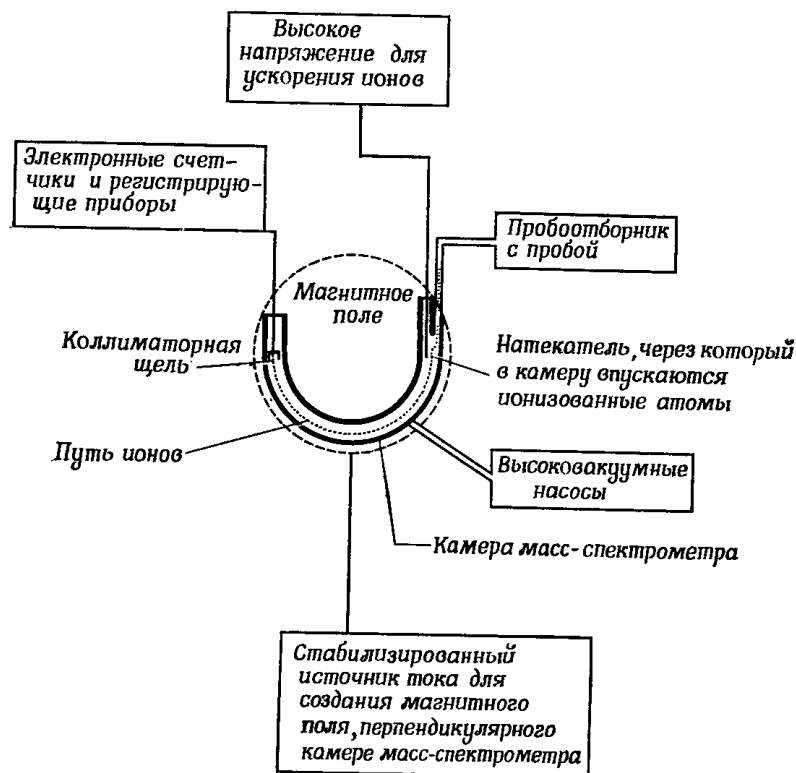 Высокое
напряжение для
ускорения ионов
Электронные счет-
чики и регистрирую-
щие приборы
Пробоотборник
с пробой
Магнитное
поле
Коллиматорная
щель
Натекатель, через который
в камеру впускаются
ионизованные атомы
Путь ионов
Высоковакуумные
насосы
Камера масс-спектрометра
Стабилизированный
источник тока для
создания магнитного
поля, перпендикулярного
камере масс-спектрометра